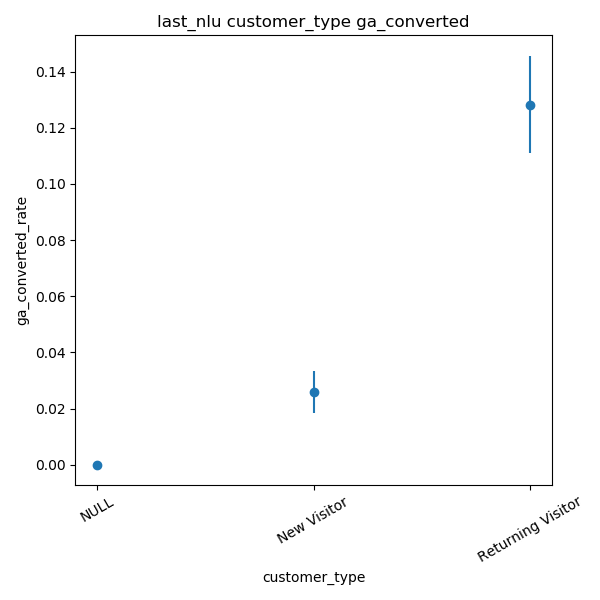 last_nlu customer_type ga_converted
0.14
0.12
0.10
0.08
0.06
0.04
0.02
0.00
ga_converted_rate
NULL
New Visitor
Returning Visitor
customer_type